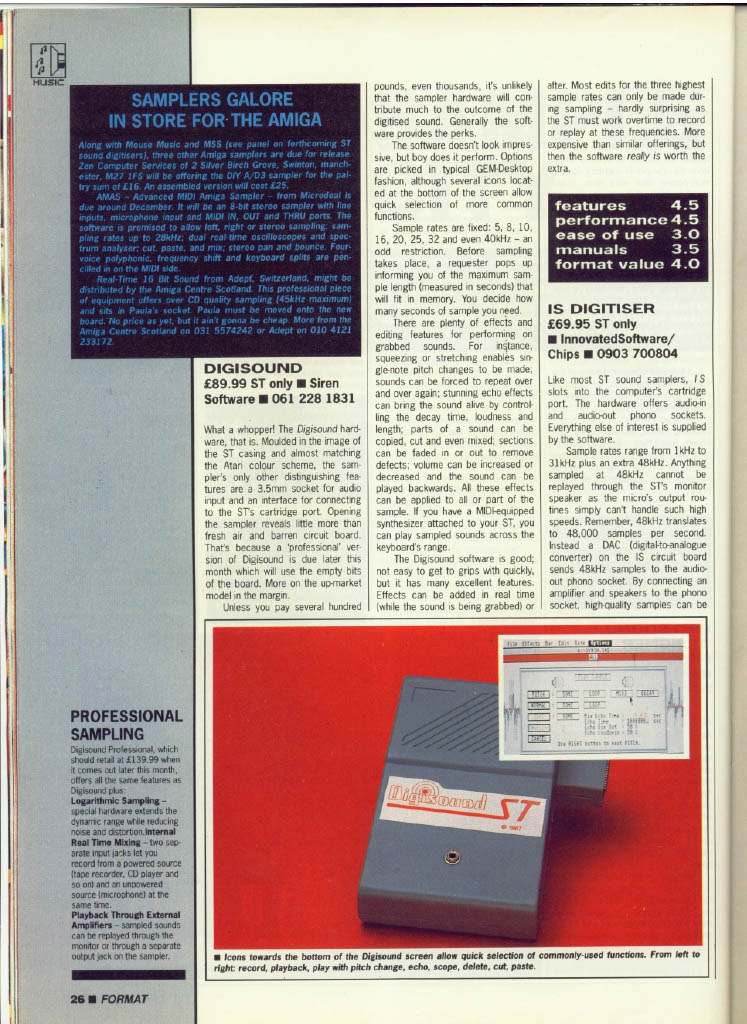 MUSIC
SAMPLERS GALORE
IN STORE FOR THE AMIGA
Along with Mouse Music and MSS (see panel on forthcoming ST
sound digitisers), three other Amiga samplers are due for release.
Zen Computer Services of 2 Silver Birch Grove, Swinton, manch-
ester, M27 1FS will be offering the DIY A/D3 sampler for the pal-
try sum of £16. An assembled version will cost £25.
AMAS – Advanced MIDI Amiga Sampler – from Microdeal is
due around December. It will be an 8-bit stereo sampler with line
inputs, microphone input and MIDI IN, OUT and THRU ports. The
software is promised to allow left, right or stereo sampling; sam-
pling rates up to 28kHz; dual real-time oscilloscopes and spec-
trum analyser; cut, paste, and mix; stereo pan and bounce. Four-
voice polyphonic, frequency shift and keyboard splits are pen-
cilled in on the MIDI side.
Real-Time 16 Bit Sound from Adept, Switzerland, might be
distributed by the Amiga Centre Scotland. This professional piece
of equipment offers over CD quality sampling (45kHz maximum)
and sits in Paula's socket. Paula must be moved onto the new
board. No price as yet, but it ain't gonna be cheap. More from the
Amiga Centre Scotland on 031 5574242 or Adept on 010 4121
233172.
DIGISOUND
£89.99 ST only ■ Siren
Software ■ 061 228 1831
What a whopper! The Digisound hard-
ware, that is. Moulded in the image of
the ST casing and almost matching
the Atari colour scheme, the sam-
pler's only other distinguishing fea-
tures are a 3.5mm socket for audio
input and an interface for connecting
to the ST's cartridge port. Opening
the sampler reveals little more than
fresh air and barren circuit board.
That's because a 'professional' ver-
sion of Digisound is due later this
month which will use the empty bits
of the board. More on the up-market
model in the margin.
Unless you pay several hundred
pounds, even thousands, it's unlikely
that the sampler hardware will con-
tribute much to the outcome of the
digitised sound. Generally the soft-
ware provides the perks.
The software doesn't look impres-
sive, but boy does it perform. Options
are picked in typical GEM-Desktop
fashion, although several icons locat-
ed at the bottom of the screen allow
quick selection of more common
functions.
Sample rates are fixed: 5, 8, 10,
16, 20, 25, 32 and even 40kHz – an
odd restriction. Before sampling
takes place, a requester pops up
informing you of the maximum sam-
ple length (measured in seconds) that
will fit in memory. You decide how
many seconds of sample you need.
There are plenty of effects and
editing features for performing on
grabbed sounds. For instance,
squeezing or stretching enables sin-
gle-note pitch changes to be made;
sounds can be forced to repeat over
and over again; stunning echo effects
can bring the sound alive by control-
ling the decay time, loudness and
length; parts of a sound can be
copied, cut and even mixed; sections
can be faded in or out to remove
defects; volume can be increased or
decreased and the sound can be
played backwards. All these effects
can be applied to all or part of the
sample. If you have a MIDI-equipped
synthesizer attached to your ST, you
can play sampled sounds across the
keyboard's range.
The Digisound software is good;
not easy to get to grips with quickly,
but it has many excellent features.
Effects can be added in real time
(while the sound is being grabbed) or
after. Most edits for the three highest
sample rates can only be made dur-
ing sampling – hardly surprising as
the ST must work overtime to record
or replay at these frequencies. More
expensive than similar offerings, but
then the software really is worth the
extra.
features 4.5
performance 4.5
ease of use 3.0
manuals 3.5
format value 4.0
IS DIGITISER
£69.95 ST only
■ InnovatedSoftware/
Chips ■ 0903 700804
Like most ST sound samplers, IS
slots into the computer's cartridge
port. The hardware offers audio-in
and audio-out phono sockets.
Everything else of interest is supplied
by the software.
Sample rates range from 1kHz to
31kHz plus an extra 48kHz. Anything
sampled at 48kHz cannot be
replayed through the ST's monitor
speaker as the micro's output rou-
tines simply can't handle such high
speeds. Remember, 48kHz translates
to 48,000 samples per second.
Instead a DAC (digital-to-analogue
converter) on the IS circuit board
sends 48kHz samples to the audio-
out phono socket. By connecting an
amplifier and speakers to the phono
socket, high-quality samples can be
PROFESSIONAL
SAMPLING
Digisound Professional, which
should retail at £139.99 when
it comes out later this month,
offers all the same features as
Digisound plus:
Logarithmic Sampling –
special hardware extends the
dynamic range while reducing
noise and distortion. Internal
Real Time Mixing – two sep-
arate input jacks let you
record from a powered source
(tape recorder, CD player and
so on) and an unpowered
source (microphone) at the
same time.
Playback Through External
Amplifiers – sampled sounds
can be replayed through the
monitor or through a separate
output jack on the sampler.
Options
Use RIGHT button to
Digisound ST
© 1987
■ Icons towards the bottom of the Digisound screen allow quick selection of commonly-used functions. From left to
right: record, playback, play with pitch change, echo, scope, delete, cut, paste.
26 ■ FORMAT